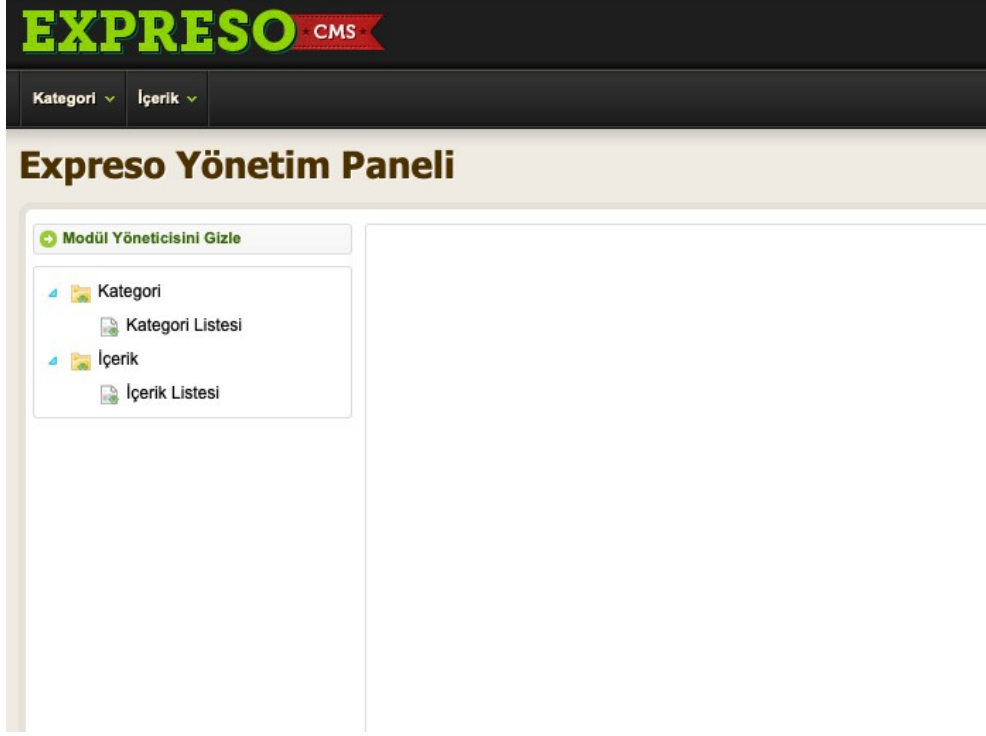 EXPRESO CMS
Kategori İçerik
Expreso Yönetim Paneli
Modül Yöneticisini Gizle
Kategori
Kategori Listesi
İçerik
İçerik Listesi